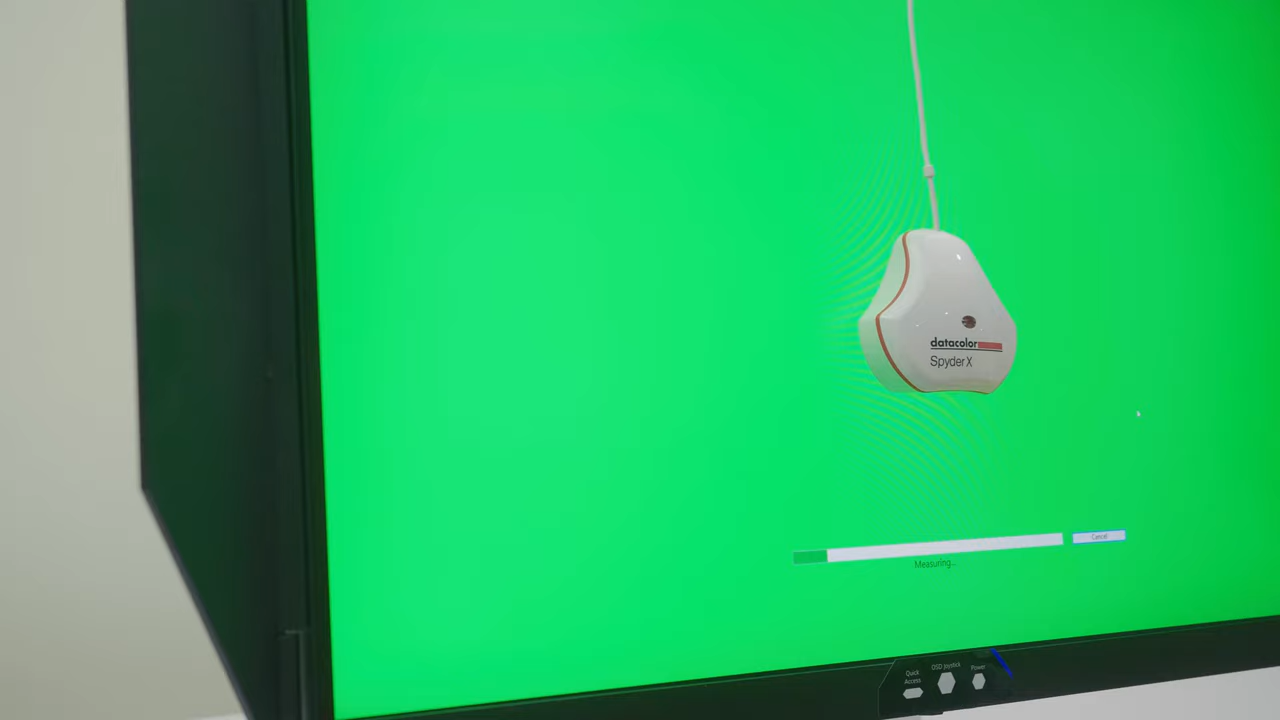 datacolor
Spyder X
Cancel
Measuring...
Quick
Access
OSD Joystick
Power